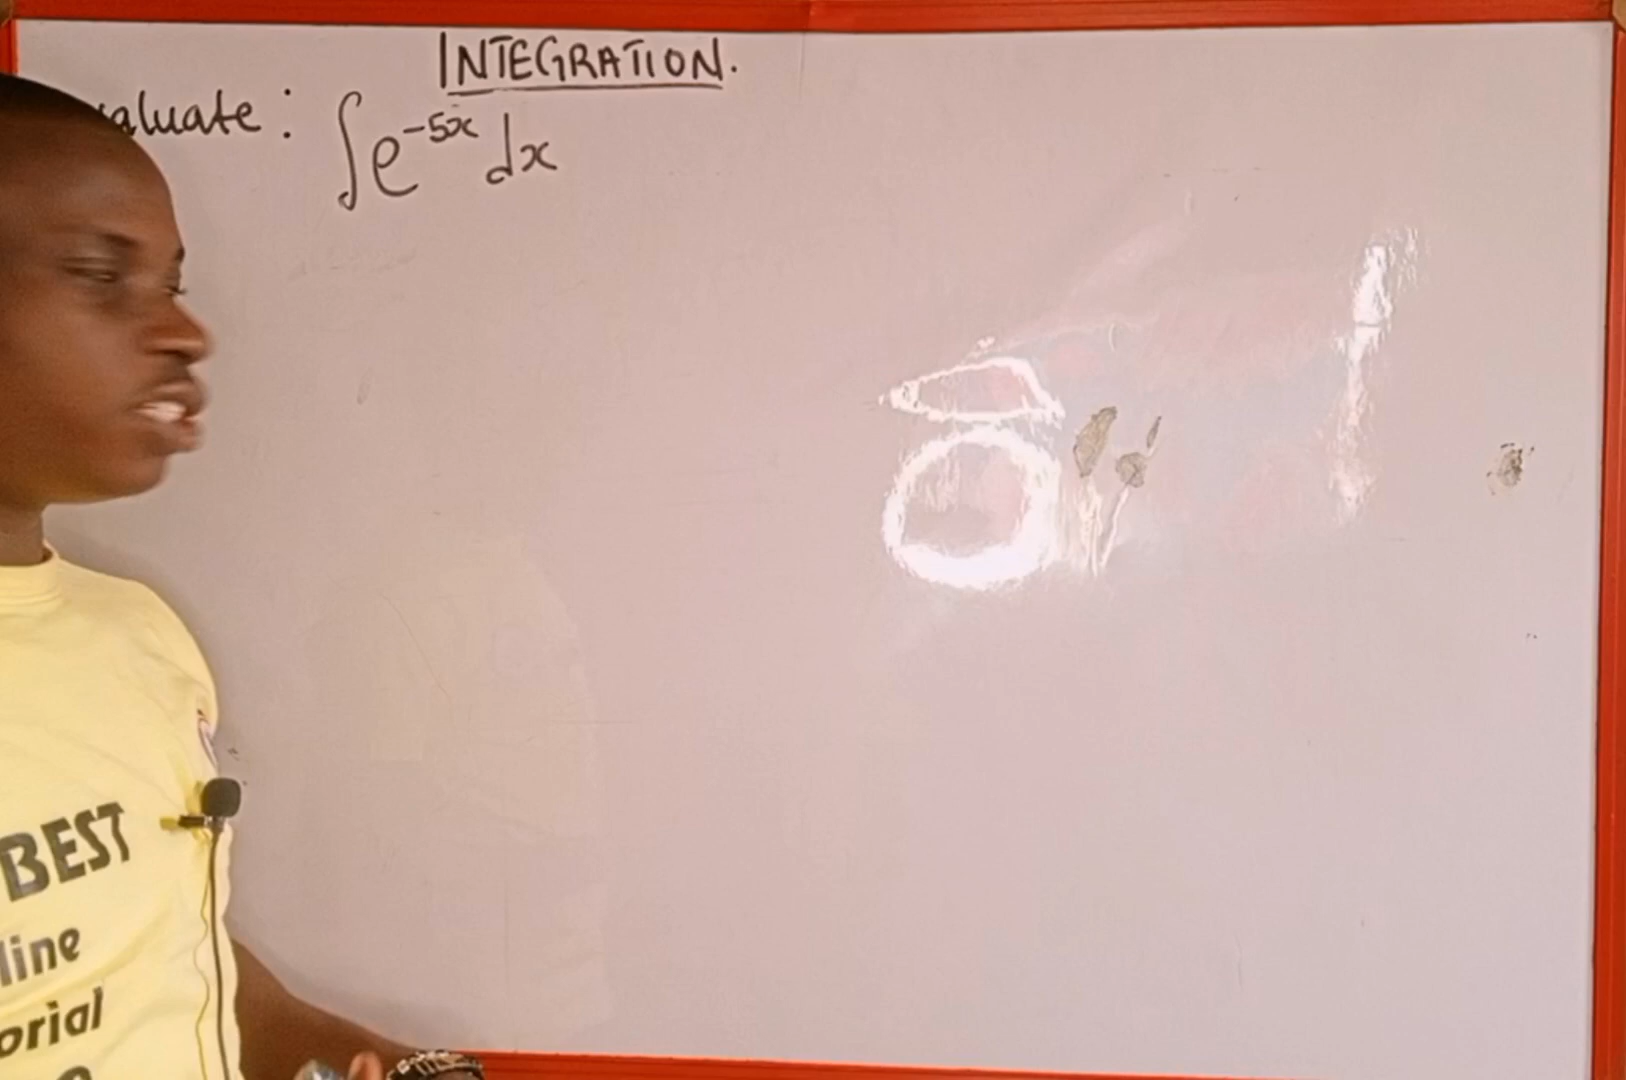 INTEGRATION.
aluate: ∫e^{-5x} dx
BEST
line
orial